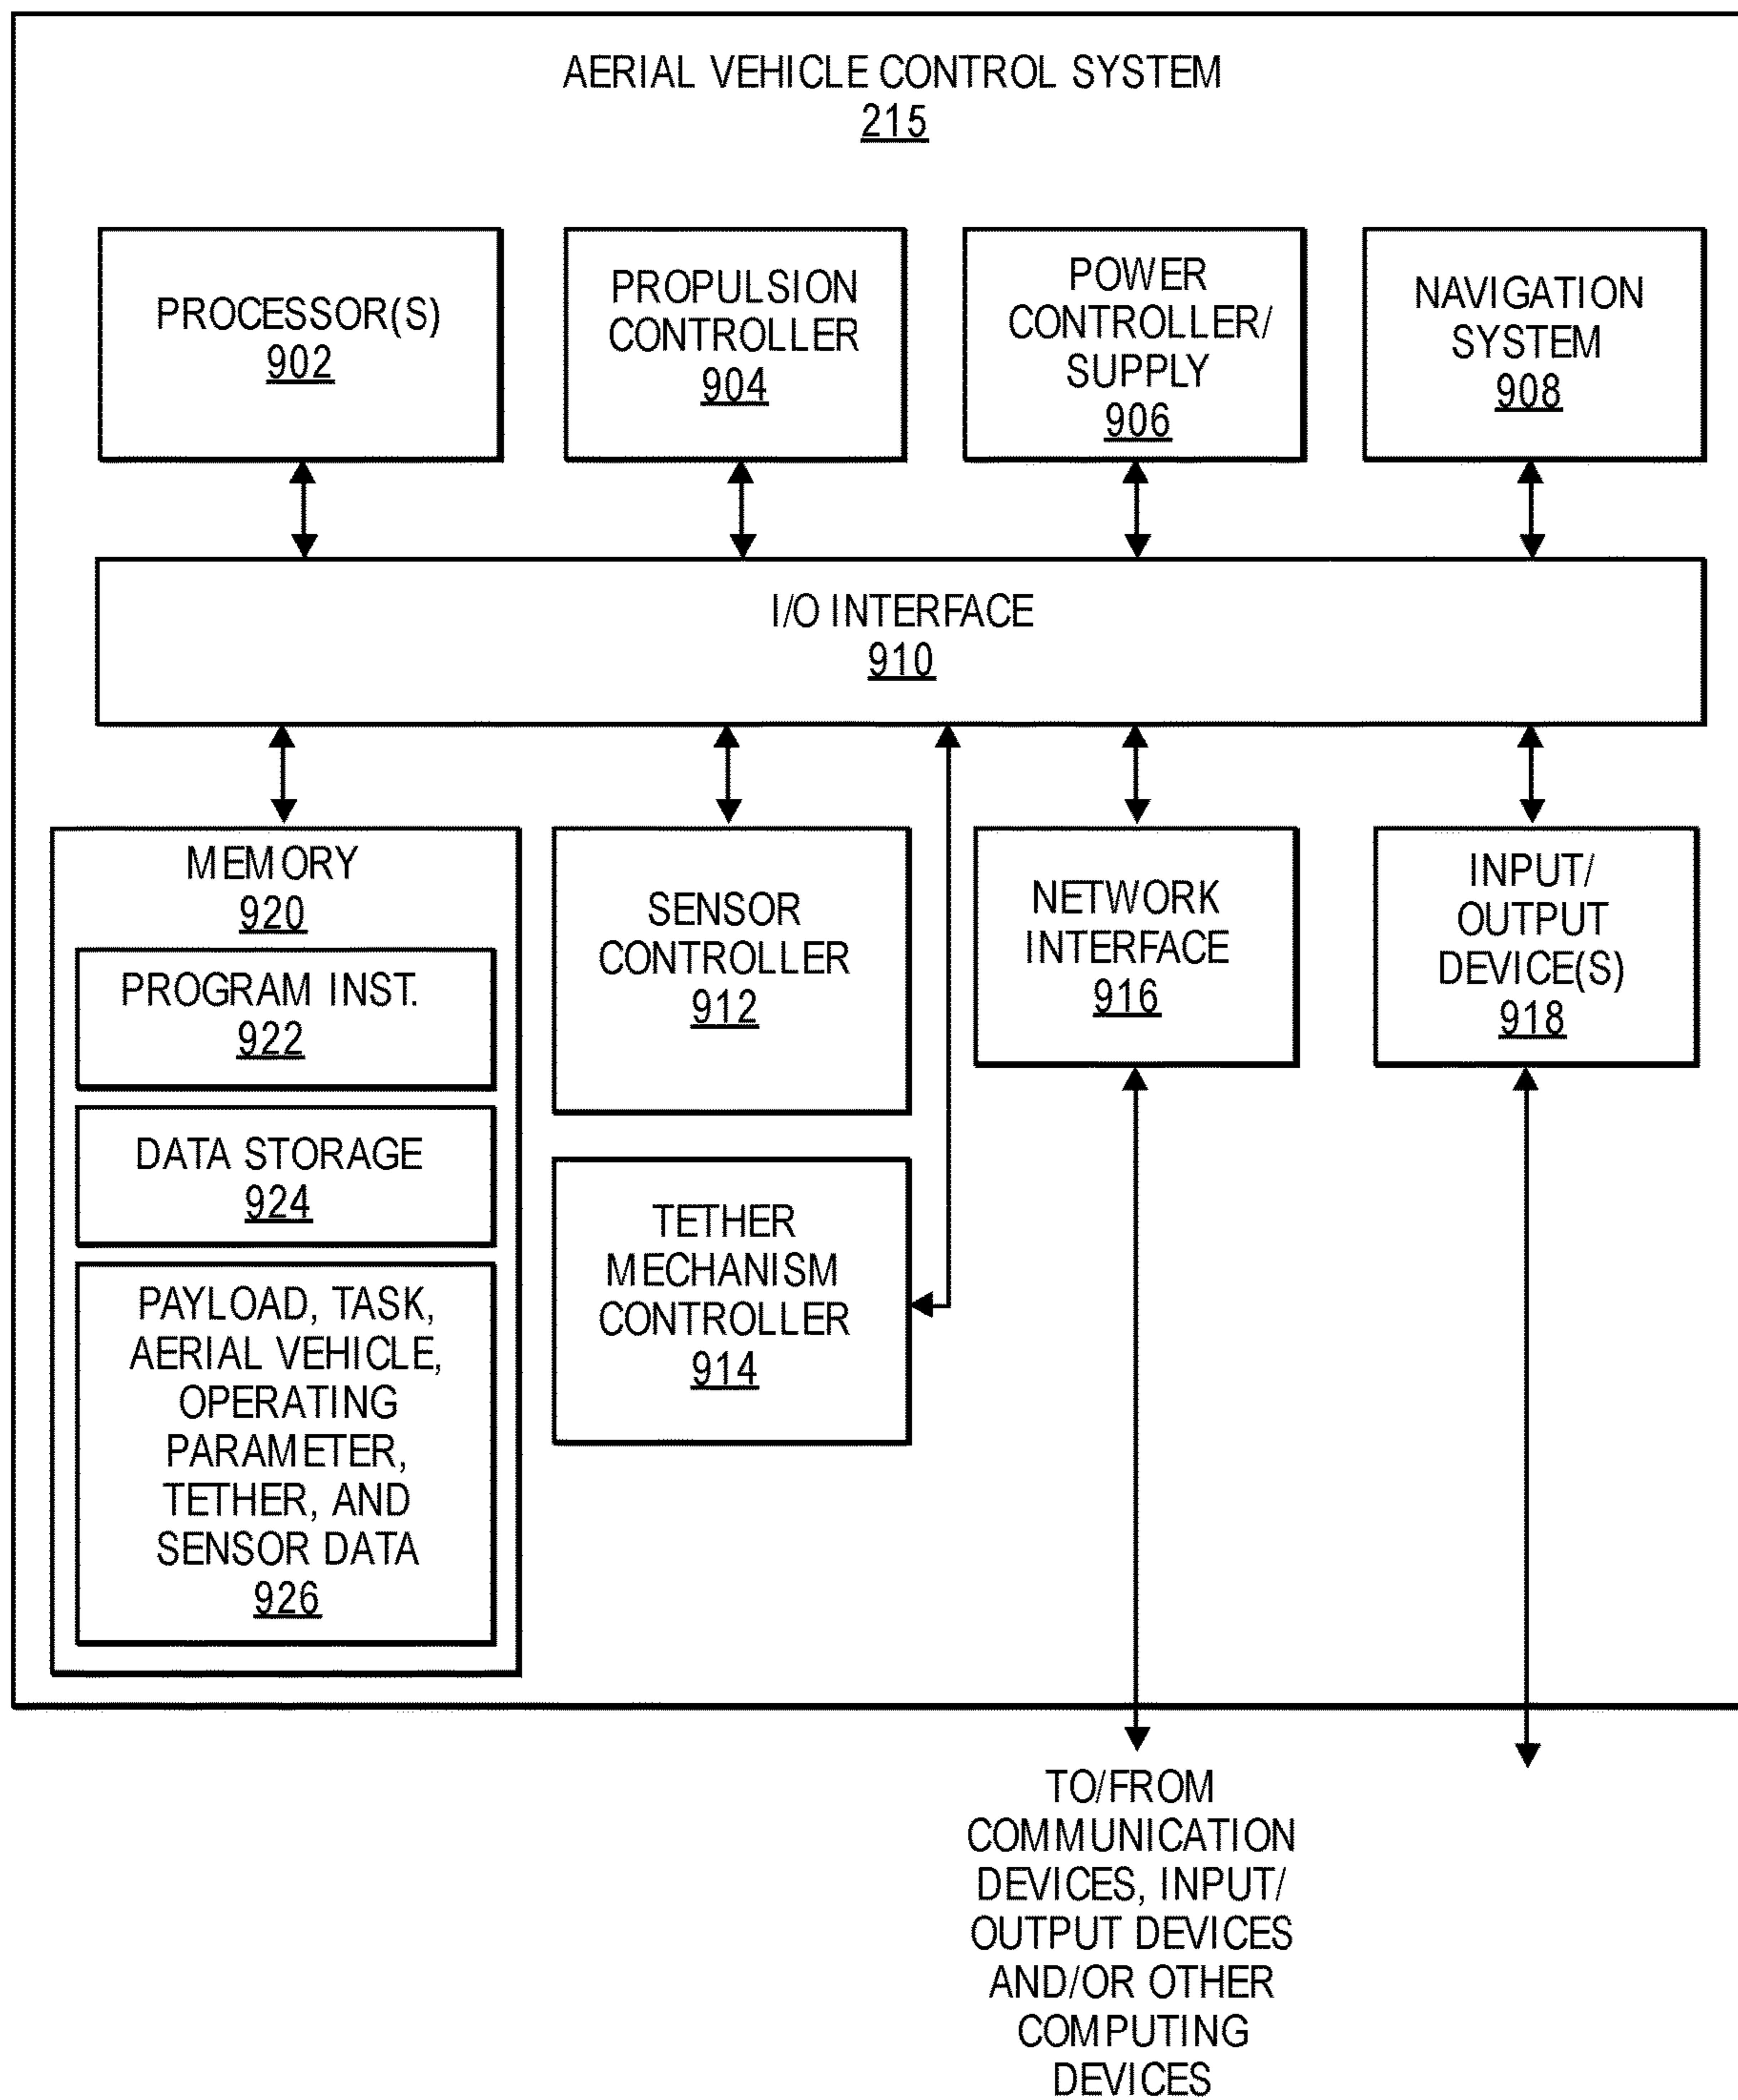 AERIAL VEHICLE CONTROL SYSTEM
215
PROCESSOR(S)
902
PROPULSION
CONTROLLER
904
POWER
CONTROLLER/
SUPPLY
906
NAVIGATION
SYSTEM
908
I/O INTERFACE
910
MEMORY
920
PROGRAM INST.
922
DATA STORAGE
924
PAYLOAD, TASK,
AERIAL VEHICLE,
OPERATING
PARAMETER,
TETHER, AND
SENSOR DATA
926
SENSOR
CONTROLLER
912
TETHER
MECHANISM
CONTROLLER
914
NETWORK
INTERFACE
916
INPUT/
OUTPUT
DEVICE(S)
918
TO/FROM
COMMUNICATION
DEVICES, INPUT/
OUTPUT DEVICES
AND/OR OTHER
COMPUTING
DEVICES